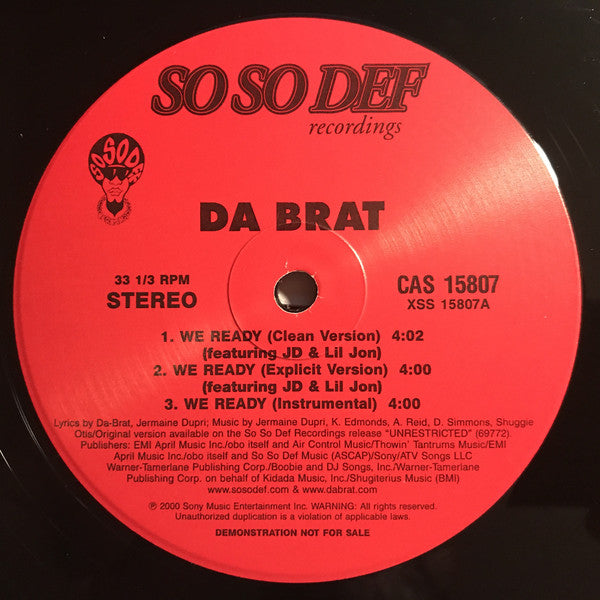 SO SO DEF
recordings
SO SO DEF
DA BRAT
33 1/3 RPM
STEREO
CAS 15807
XSS 15807A
1. WE READY (Clean Version) 4:02
(featuring JD & Lil Jon)
2. WE READY (Explicit Version) 4:00
(featuring JD & Lil Jon)
3. WE READY (Instrumental) 4:00
Lyrics by Da-Brat, Jermaine Dupri; Music by Jermaine Dupri, K. Edmonds, A. Reid, D. Simmons, Shuggie
Otis/Original version available on the So So Def Recordings release "UNRESTRICTED" (69772).
Publishers: EMI April Music Inc./obo itself and Air Control Music/Thowin' Tantrums Music/EMI
April Music Inc./obo itself and So So Def Music (ASCAP)/Sony/ATV Songs LLC
Warner-Tamerlane Publishing Corp./Boobie and DJ Songs, Inc./Warner-Tamerlane
Publishing Corp. on behalf of Kidada Music, Inc./Shugiterius Music (BMI)
www.sosodef.com & www.dabrat.com
℗ 2000 Sony Music Entertainment Inc. WARNING: All rights reserved.
Unauthorized duplication is a violation of applicable laws.
DEMONSTRATION NOT FOR SALE